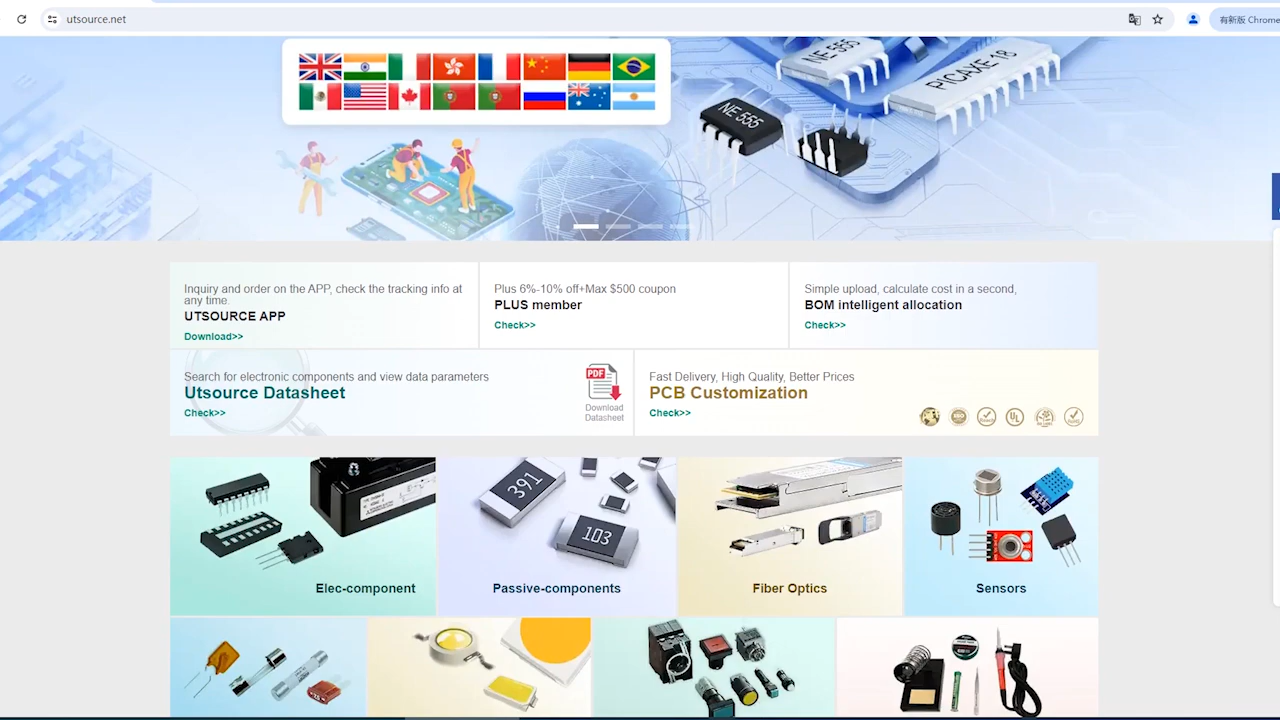 utsource.net
有新版 Chrome
NE 555
PICAXE-18
NE 555
Inquiry and order on the APP, check the tracking info at
any time.
UTSOURCE APP
Download>>
Plus 6%-10% off+Max $500 coupon
PLUS member
Check>>
Simple upload, calculate cost in a second,
BOM intelligent allocation
Check>>
Search for electronic components and view data parameters
Utsource Datasheet
Check>>
PDF
Download
Datasheet
Fast Delivery, High Quality, Better Prices
PCB Customization
Check>>
UL
391
103
Elec-component
Passive-components
Fiber Optics
Sensors